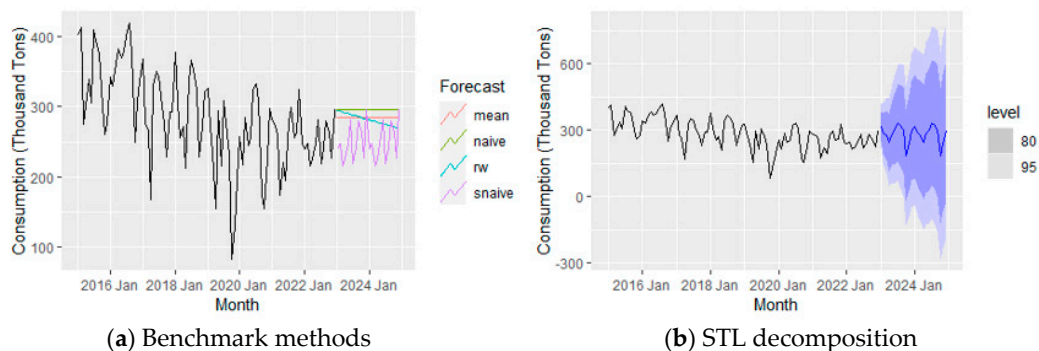 400
300
200
100
Consumption (Thousand Tons)
2016 Jan 2018 Jan 2020 Jan 2022 Jan 2024 Jan
Month
Forecast
mean
naive
rw
snaive
(a) Benchmark methods
600
300
0
-300
Consumption (Thousand Tons)
2016 Jan 2018 Jan 2020 Jan 2022 Jan 2024 Jan
Month
level
80
95
(b) STL decomposition